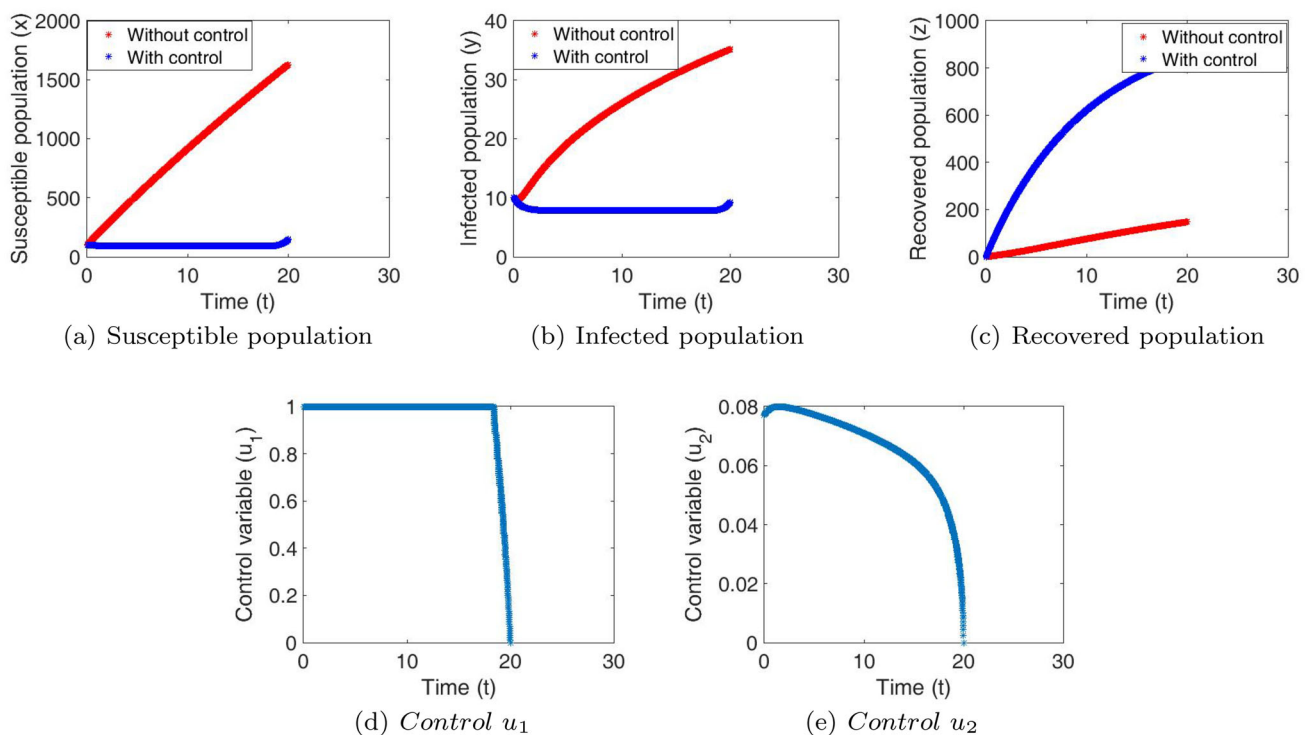 2000
1500
1000
500
0
0
10
20
30
Susceptible population (x)
Without control
With control
Time (t)
(a) Susceptible population
40
30
20
10
0
0
10
20
30
Infected population (y)
Without control
With control
Time (t)
(b) Infected population
1000
800
600
400
200
0
0
10
20
30
Recovered population (z)
Without control
With control
Time (t)
(c) Recovered population
1
0.8
0.6
0.4
0.2
0
0
10
20
30
Control variable (u_1)
Time (t)
(d) Control u_1
0.08
0.06
0.04
0.02
0
0
10
20
30
Control variable (u_2)
Time (t)
(e) Control u_2